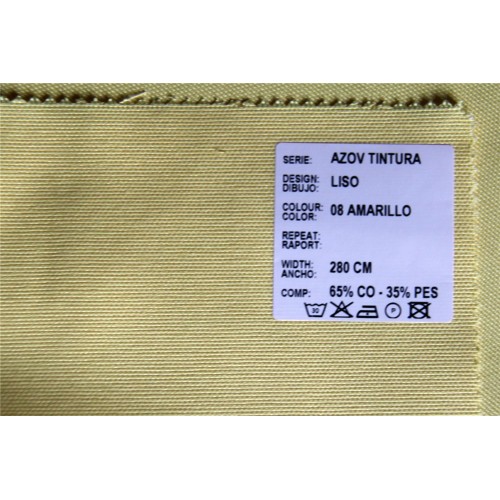 SERIE: AZOV TINTURA
DESIGN: LISO
DIBUJO:
COLOUR: 08 AMARILLO
COLOR:
REPEAT:
RAPORT:
WIDTH: 280 CM
ANCHO:
COMP: 65% CO - 35% PES
30 P